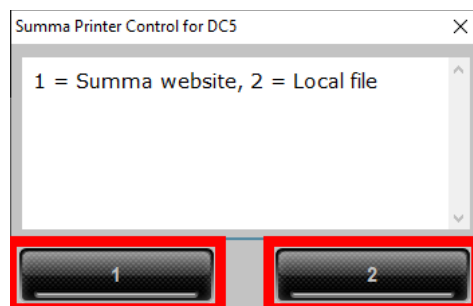 Summa Printer Control for DC5
1 = Summa website, 2 = Local file
1
2